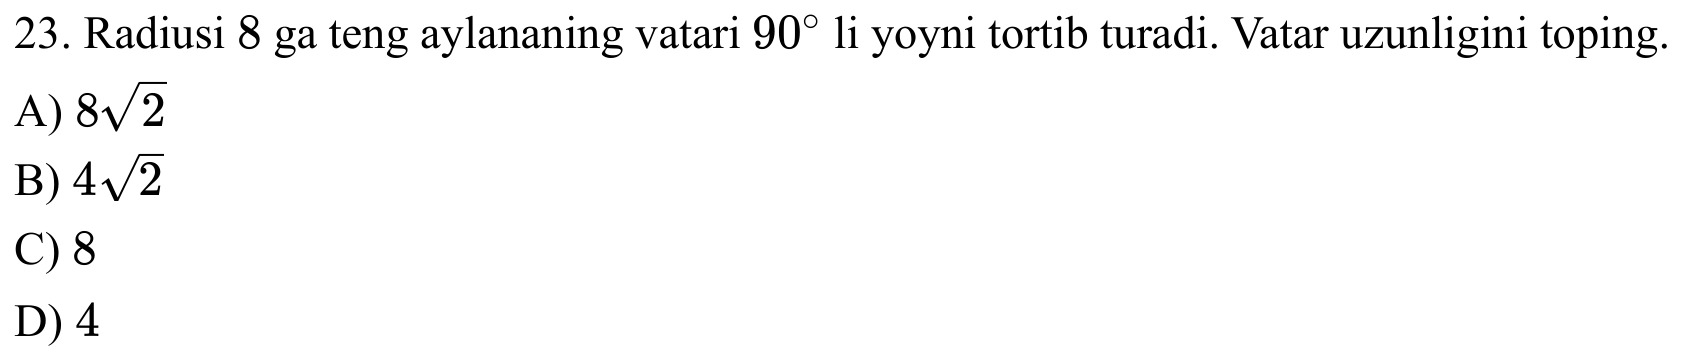 23. Radiusi 8 ga teng aylananing vatari 90° li yoyni tortib turadi. Vatar uzunligini toping.
A) 8√2
B) 4√2
C) 8
D) 4